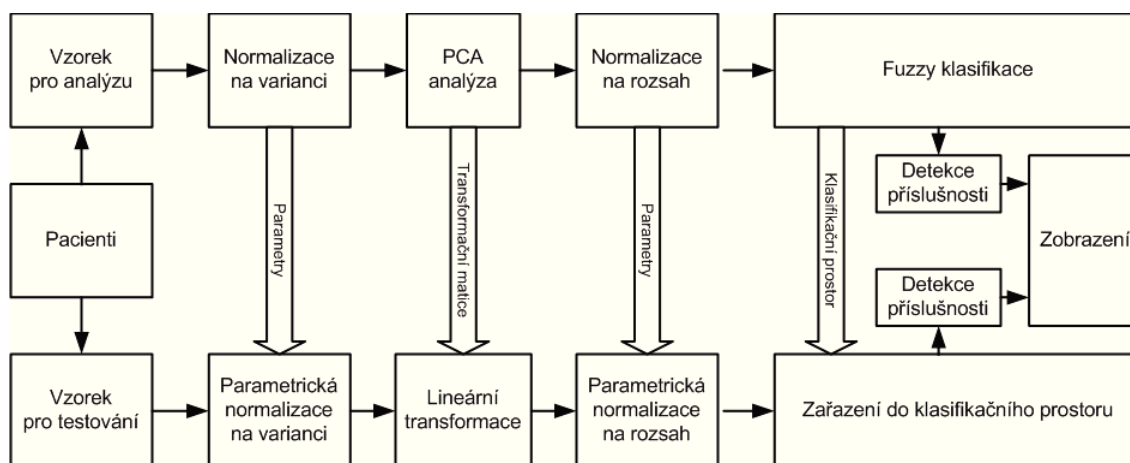 Vzorek
pro analýzu
Normalizace
na varianci
PCA
analýza
Normalizace
na rozsah
Fuzzy klasifikace
Pacienti
Parametry
Transformační matice
Parametry
Klasifikační prostor
Detekce
příslušnosti
Zobrazení
Detekce
příslušnosti
Vzorek
pro testování
Parametrická
normalizace
na varianci
Lineární
transformace
Parametrická
normalizace
na rozsah
Zařazení do klasifikačního prostoru